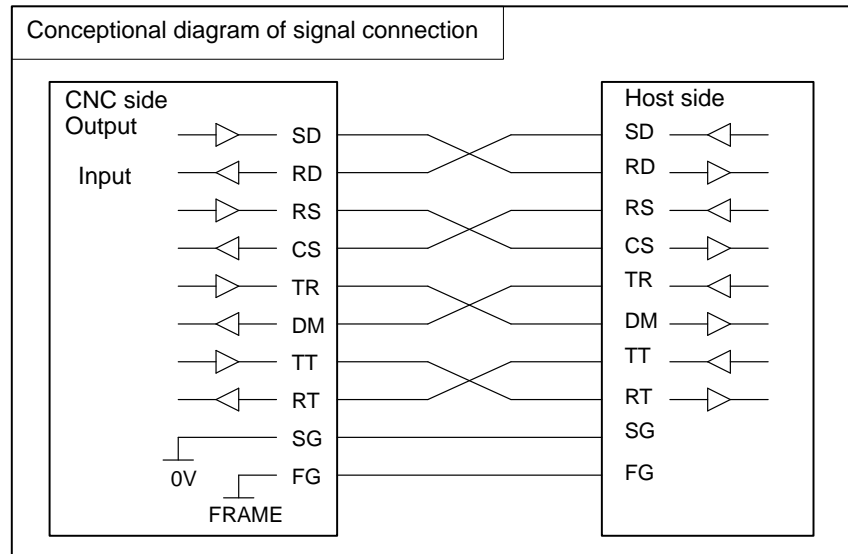 Conceptional diagram of signal connection
CNC side
Output
Input
SD
RD
RS
CS
TR
DM
TT
RT
SG
FG
0V
FRAME
Host side
SD
RD
RS
CS
TR
DM
TT
RT
SG
FG